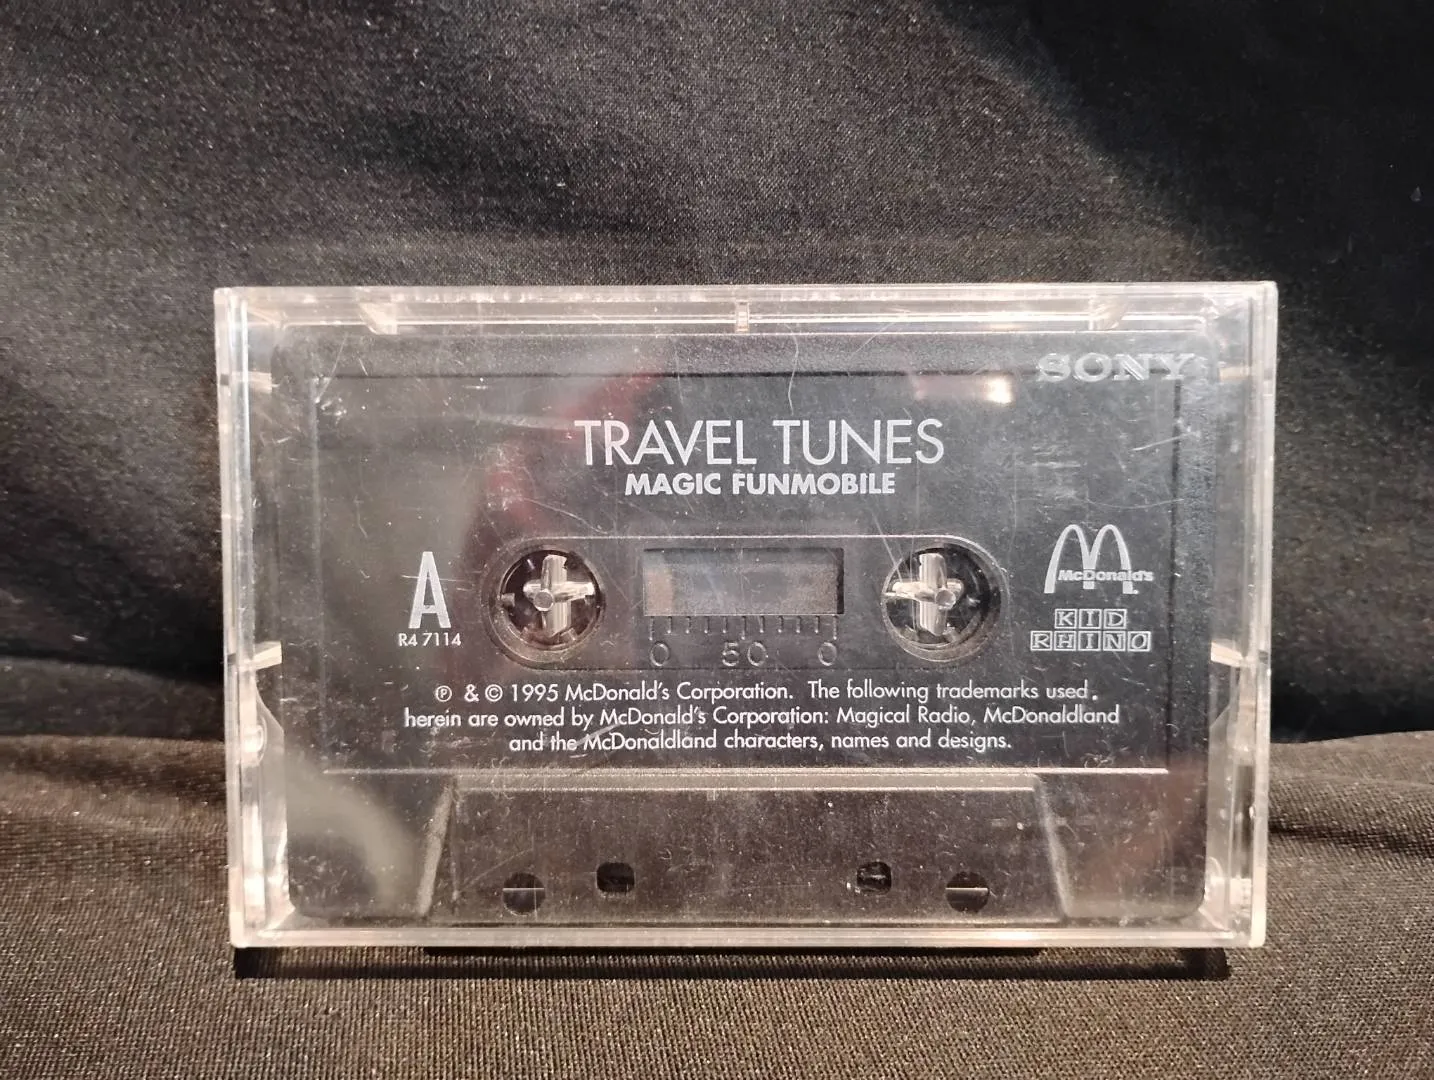 SONY
TRAVEL TUNES
MAGIC FUNMOBILE
A
R4 7114
0 50 0
McDonald's
KID
RHINO
℗ & © 1995 McDonald's Corporation. The following trademarks used.
herein are owned by McDonald's Corporation: Magical Radio, McDonaldland
and the McDonaldland characters, names and designs.